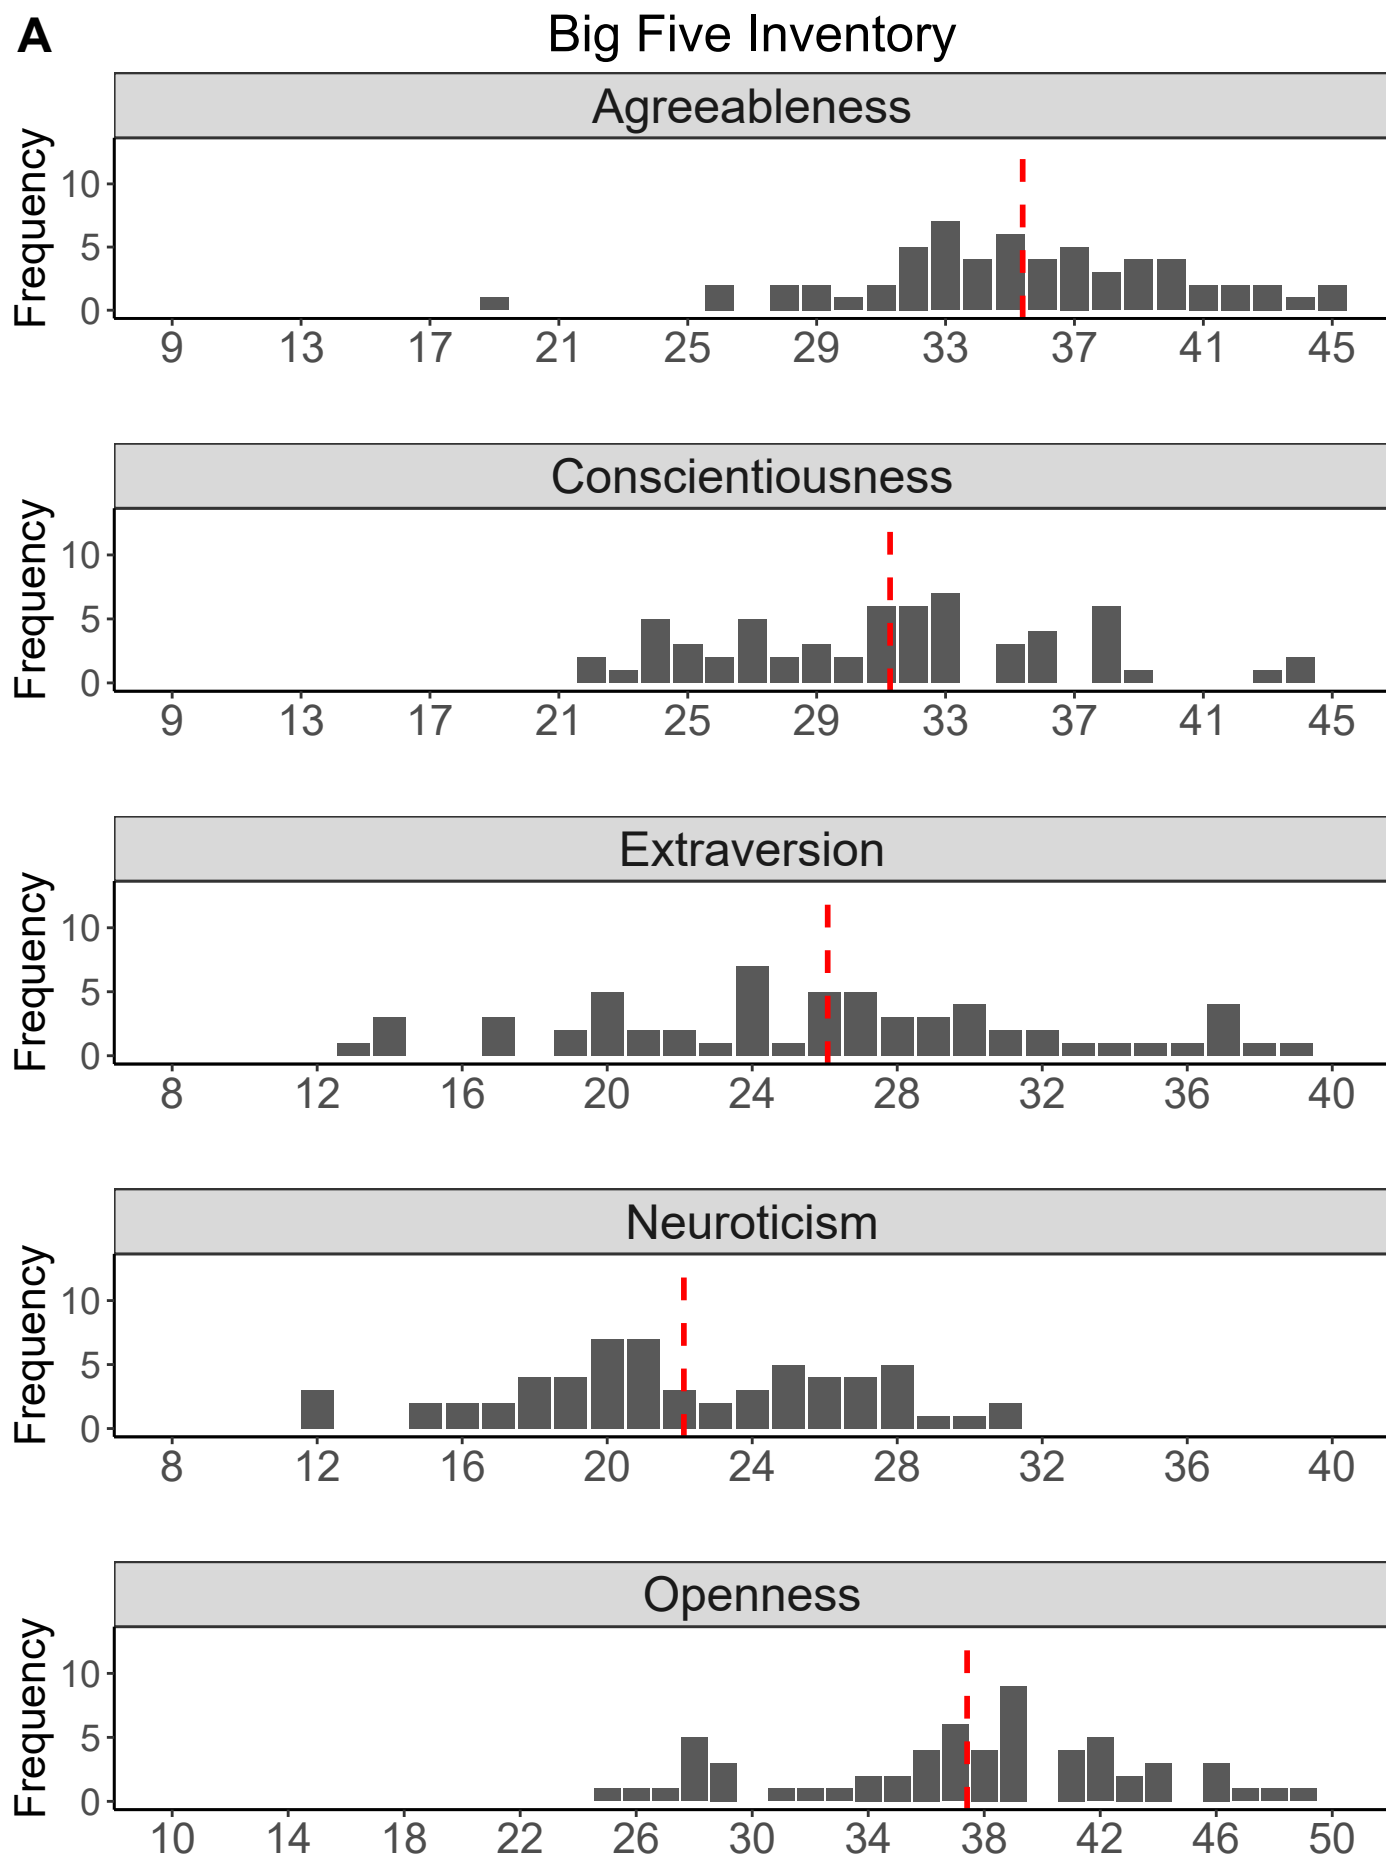 A
Big Five Inventory
Agreeableness
Frequency
10
5
0
9 13 17 21 25 29 33 37 41 45
Conscientiousness
Frequency
10
5
0
9 13 17 21 25 29 33 37 41 45
Extraversion
Frequency
10
5
0
8 12 16 20 24 28 32 36 40
Neuroticism
Frequency
10
5
0
8 12 16 20 24 28 32 36 40
Openness
Frequency
10
5
0
10 14 18 22 26 30 34 38 42 46 50